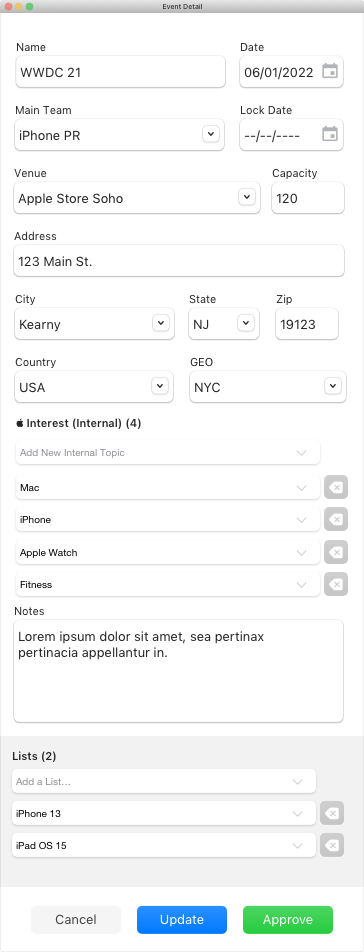 Event Detail
Name Date
WWDC 21 06/01/2022
Main Team Lock Date
iPhone PR --/--/----
Venue Capacity
Apple Store Soho 120
Address
123 Main St.
City State Zip
Kearny NJ 19123
Country GEO
USA NYC
Interest (Internal) (4)
Add New Internal Topic
Mac
iPhone
Apple Watch
Fitness
Notes
Lorem ipsum dolor sit amet, sea pertinax
pertinacia appellantur in.
Lists (2)
Add a List...
iPhone 13
iPad OS 15
Cancel Update Approve